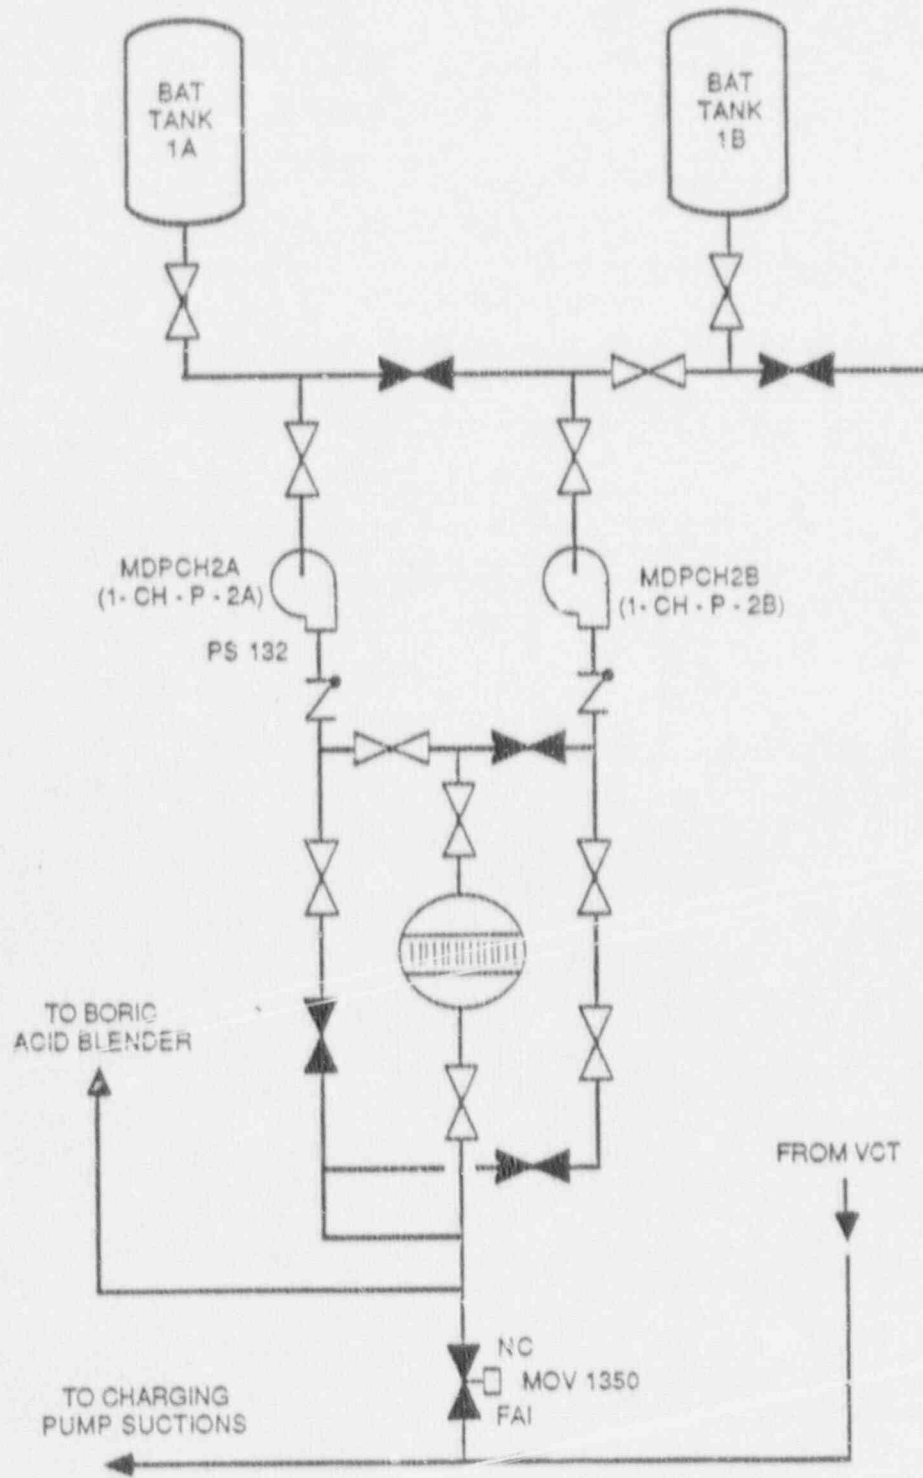 BAT
TANK
1A
BAT
TANK
1B
MDPCH2A
(1- CH - P - 2A)
MDPCH2B
(1- CH - P - 2B)
PS 132
TO BORIC
ACID BLENDER
FROM VCT
NC
MOV 1350
FAI
TO CHARGING
PUMP SUCTIONS